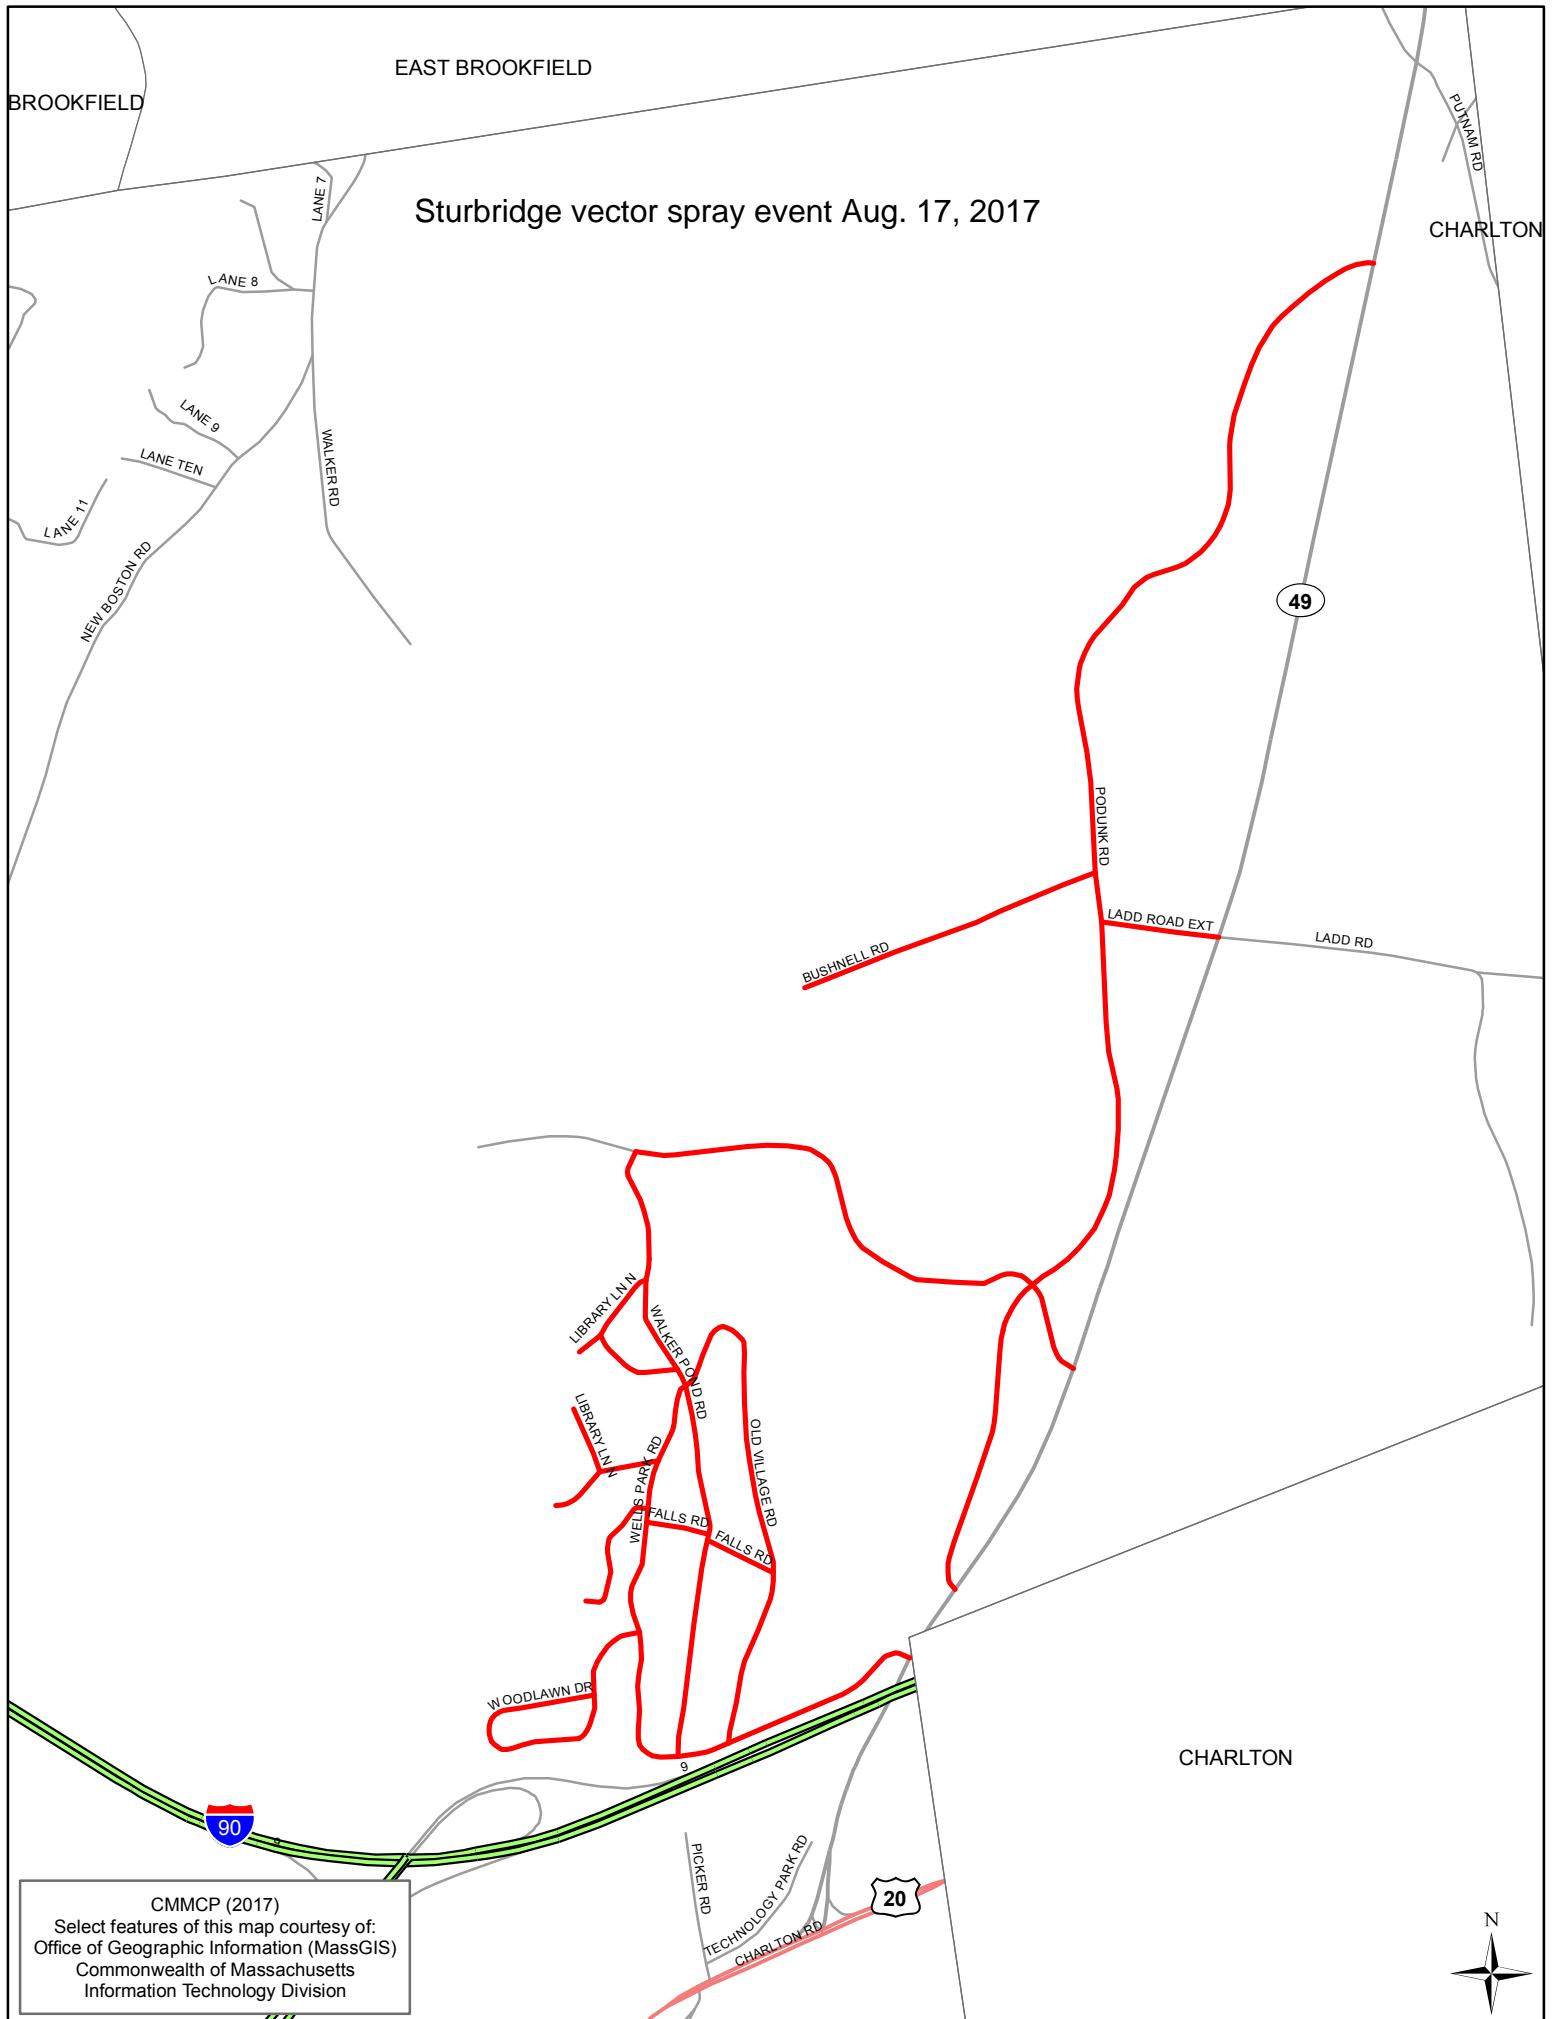 EAST BROOKFIELD
BROOKFIELD
PUTNAM RD
LANE 7
Sturbridge vector spray event Aug. 17, 2017
CHARLTON
LANE 8
LANE 9
LANE TEN
WALKER RD
LANE 11
NEW BOSTON RD
49
PODUNK RD
LADD ROAD EXT
LADD RD
BUSHNELL RD
LIBRARY LN N
WALKER POND RD
LIBRARY LN N
OLD VILLAGE RD
WELLS PARK RD
FALLS RD
FALLS RD
WOODLAWN DR
CHARLTON
9
90
9
PICKER RD
TECHNOLOGY PARK RD
20
CHARLTON RD
CMMCP (2017)
Select features of this map courtesy of:
Office of Geographic Information (MassGIS)
Commonwealth of Massachusetts
Information Technology Division
N